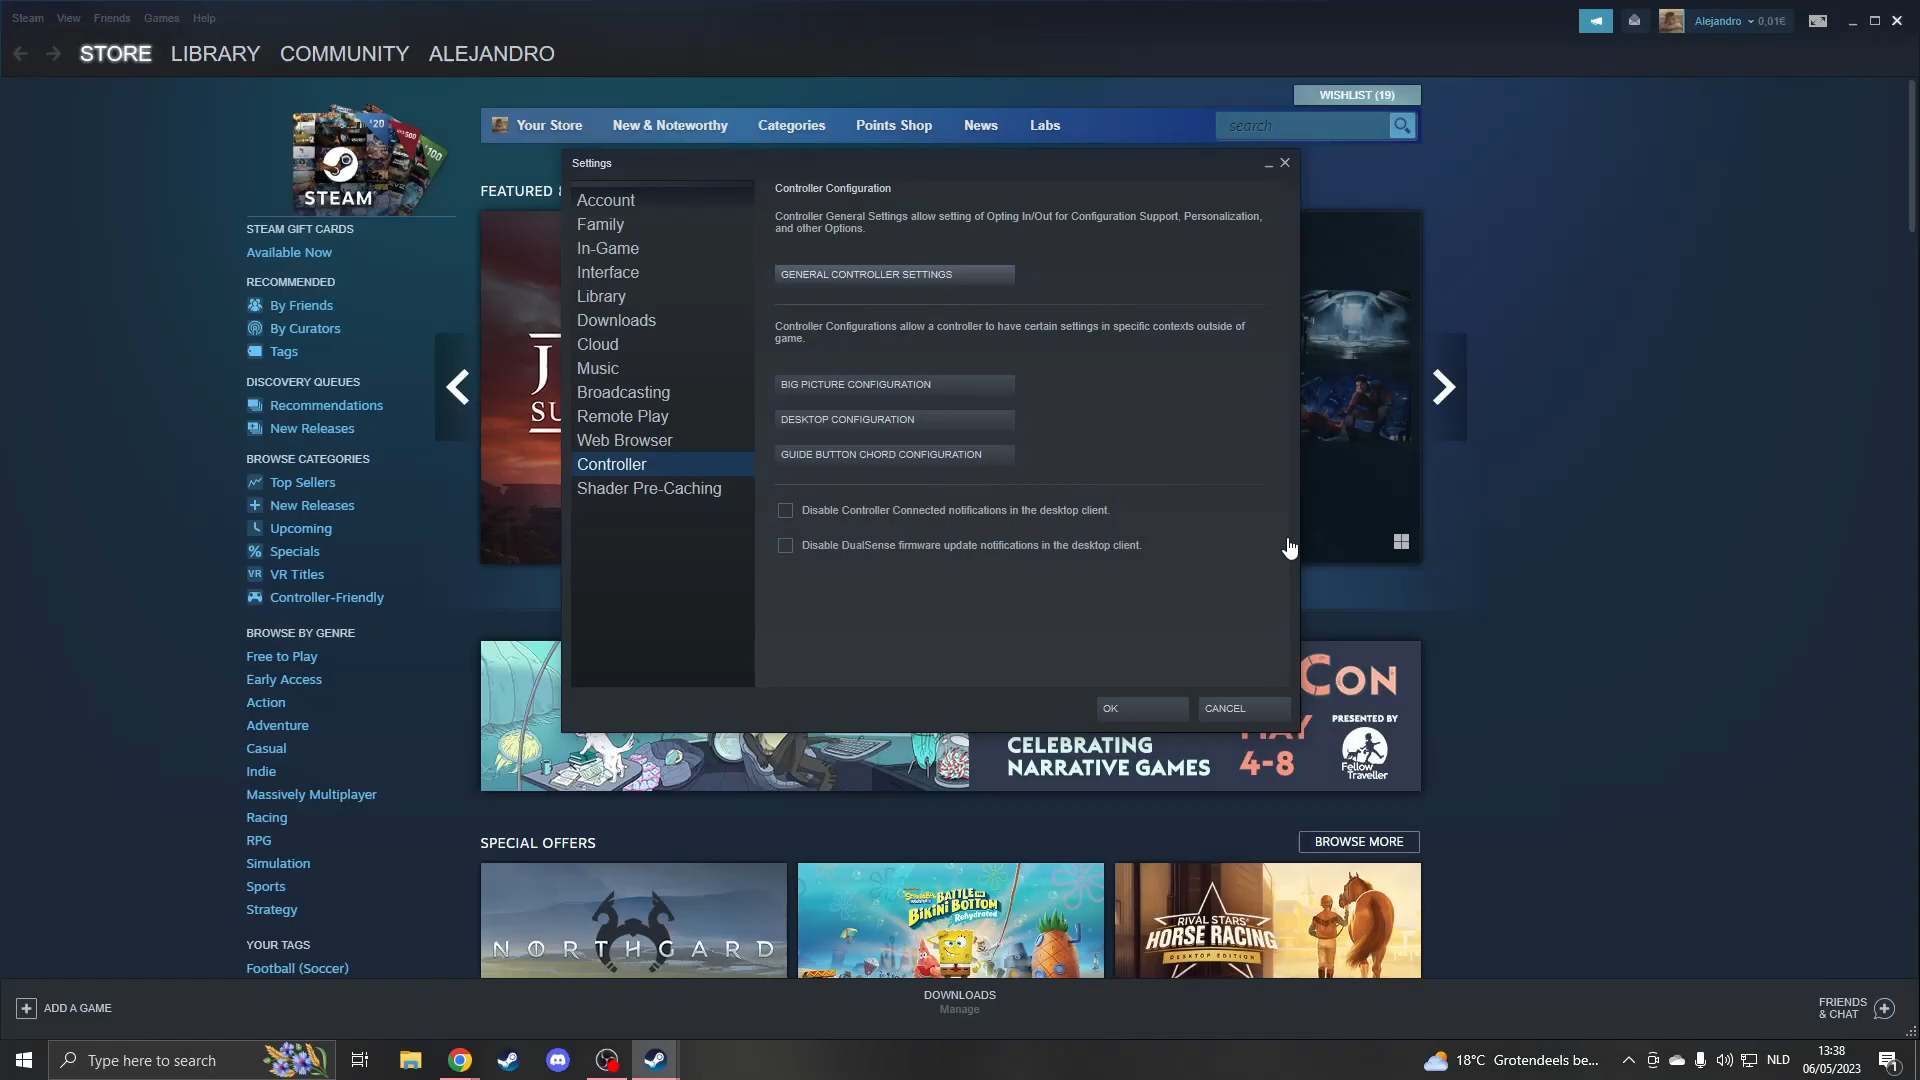 Steam View Friends Games Help
Alejandro 0,01€
STORE LIBRARY COMMUNITY ALEJANDRO
WISHLIST (19)
Your Store New & Noteworthy Categories Points Shop News Labs search
$20
$500
$100
STEAM
STEAM GIFT CARDS
Available Now
RECOMMENDED
By Friends
By Curators
Tags
DISCOVERY QUEUES
Recommendations
New Releases
BROWSE CATEGORIES
Top Sellers
New Releases
Upcoming
Specials
VR VR Titles
Controller-Friendly
BROWSE BY GENRE
Free to Play
Early Access
Action
Adventure
Casual
Indie
Massively Multiplayer
Racing
RPG
Simulation
Sports
Strategy
YOUR TAGS
Football (Soccer)
FEATURED
Settings
Account
Family
In-Game
Interface
Library
Downloads
Cloud
Music
Broadcasting
Remote Play
Web Browser
Controller
Shader Pre-Caching
Controller Configuration
Controller General Settings allow setting of Opting In/Out for Configuration Support, Personalization,
and other Options.
GENERAL CONTROLLER SETTINGS
Controller Configurations allow a controller to have certain settings in specific contexts outside of
game.
BIG PICTURE CONFIGURATION
DESKTOP CONFIGURATION
GUIDE BUTTON CHORD CONFIGURATION
Disable Controller Connected notifications in the desktop client.
Disable DualSense firmware update notifications in the desktop client.
OK CANCEL
J
SU
CON
MAY
4-8
CELEBRATING
NARRATIVE GAMES
PRESENTED BY
Fellow
Traveller
SPECIAL OFFERS
BROWSE MORE
NORTHGARD
SpongeBob
SquarePants
BATTLE FOR
BIKINI BOTTOM
Rehydrated
RIVAL STARS
HORSE RACING
DESKTOP EDITION
ADD A GAME
DOWNLOADS
Manage
FRIENDS
& CHAT
Type here to search
18°C Grotendeels be...
NLD
13:38
06/05/2023
1